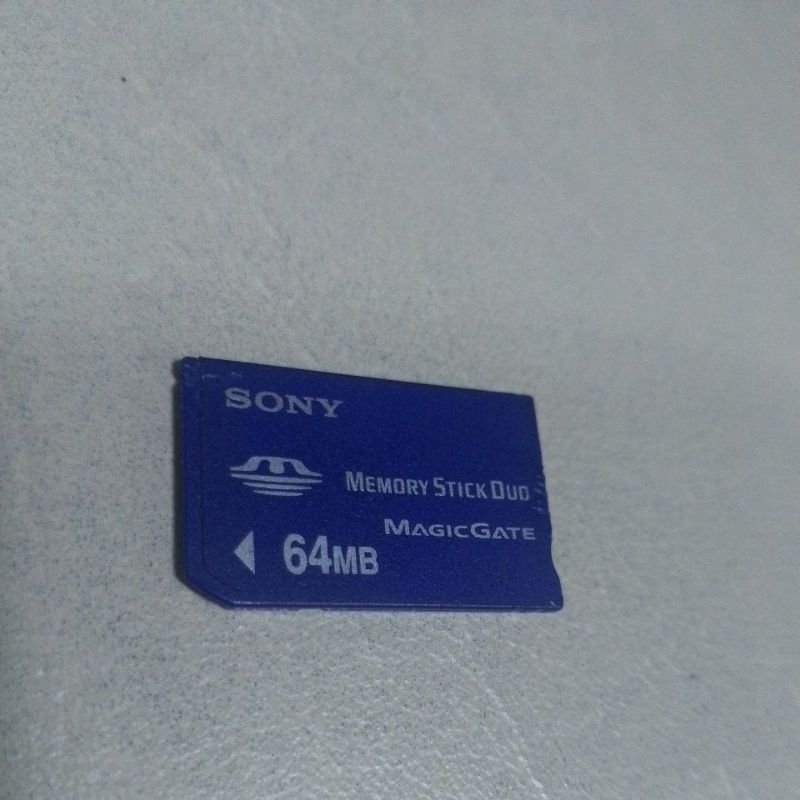 SONY
MEMORY STICK DUO
MAGICGATE
64MB